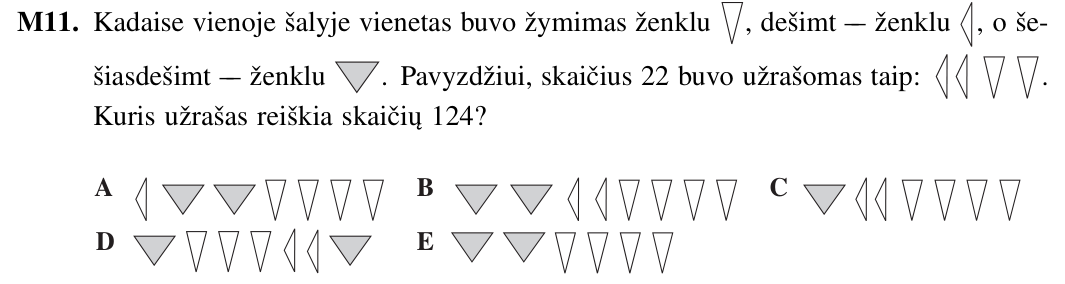 M11. Kadaise vienoje šalyje vienetas buvo žymimas ženklu , dešimt — ženklu , o še-
šiasdešimt — ženklu . Pavyzdžiui, skaičius 22 buvo užrašomas taip: .
Kuris užrašas reiškia skaičių 124?
A B C
D E